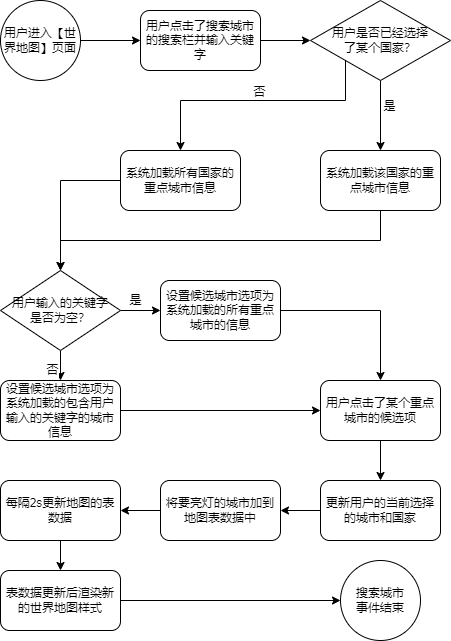 用户进入【世
界地图】页面
用户点击了搜索城市
的搜索栏并输入关键
字
用户是否已经选择
了某个国家？
否
是
系统加载所有国家的
重点城市信息
系统加载该国家的重
点城市信息
用户输入的关键字
是否为空？
是
设置候选城市选项为
系统加载的所有重点
城市的信息
否
设置候选城市选项为
系统加载的包含用户
输入的关键字的城市
信息
用户点击了某个重点
城市的候选项
更新用户的当前选择
的城市和国家
将要亮灯的城市加到
地图表数据中
每隔2s更新地图的表
数据
表数据更新后渲染新
的世界地图样式
搜索城市
事件结束